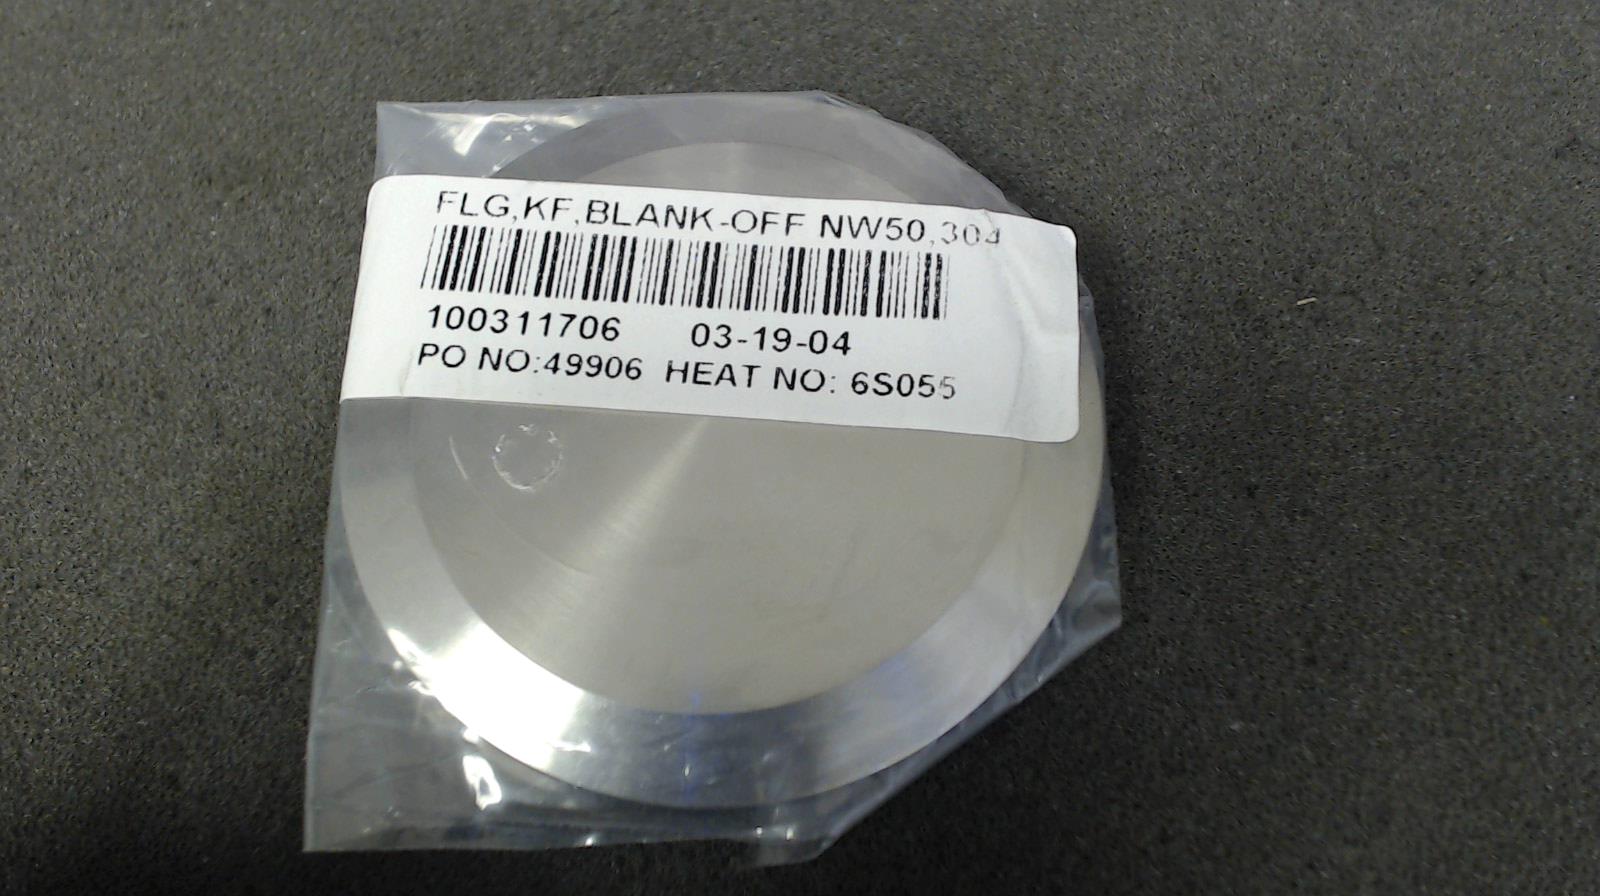 FLG,KF,BLANK-OFF NW50,304
100311706 03-19-04
PO NO:49906 HEAT NO: 6S055